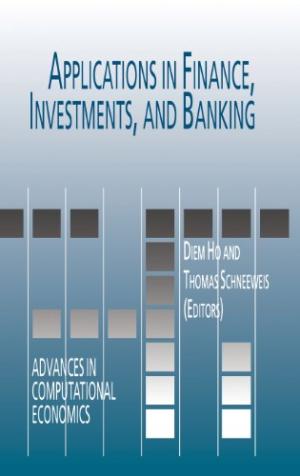 APPLICATIONS IN FINANCE,
INVESTMENTS, AND BANKING
DIEM HO AND
THOMAS SCHNEEWEIS
(EDITORS)
ADVANCES IN
COMPUTATIONAL
ECONOMICS